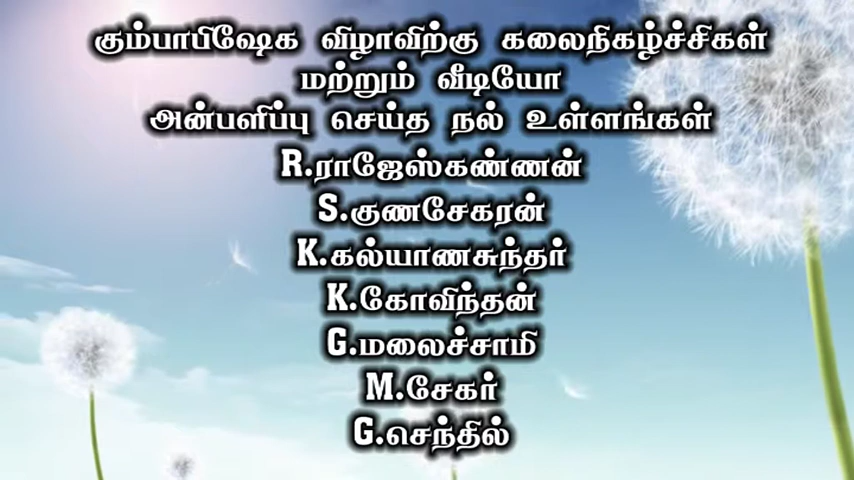 கும்பாபிஷேக விழாவிற்கு கலைநிகழ்ச்சிகள்
மற்றும் வீடியோ
அன்பளிப்பு செய்த நல் உள்ளங்கள்
R.ராஜேஸ்கண்ணன்
S.குணசேகரன்
K.கல்யாணசுந்தர்
K.கோவிந்தன்
G.மலைச்சாமி
M.சேகர்
G.செந்தில்